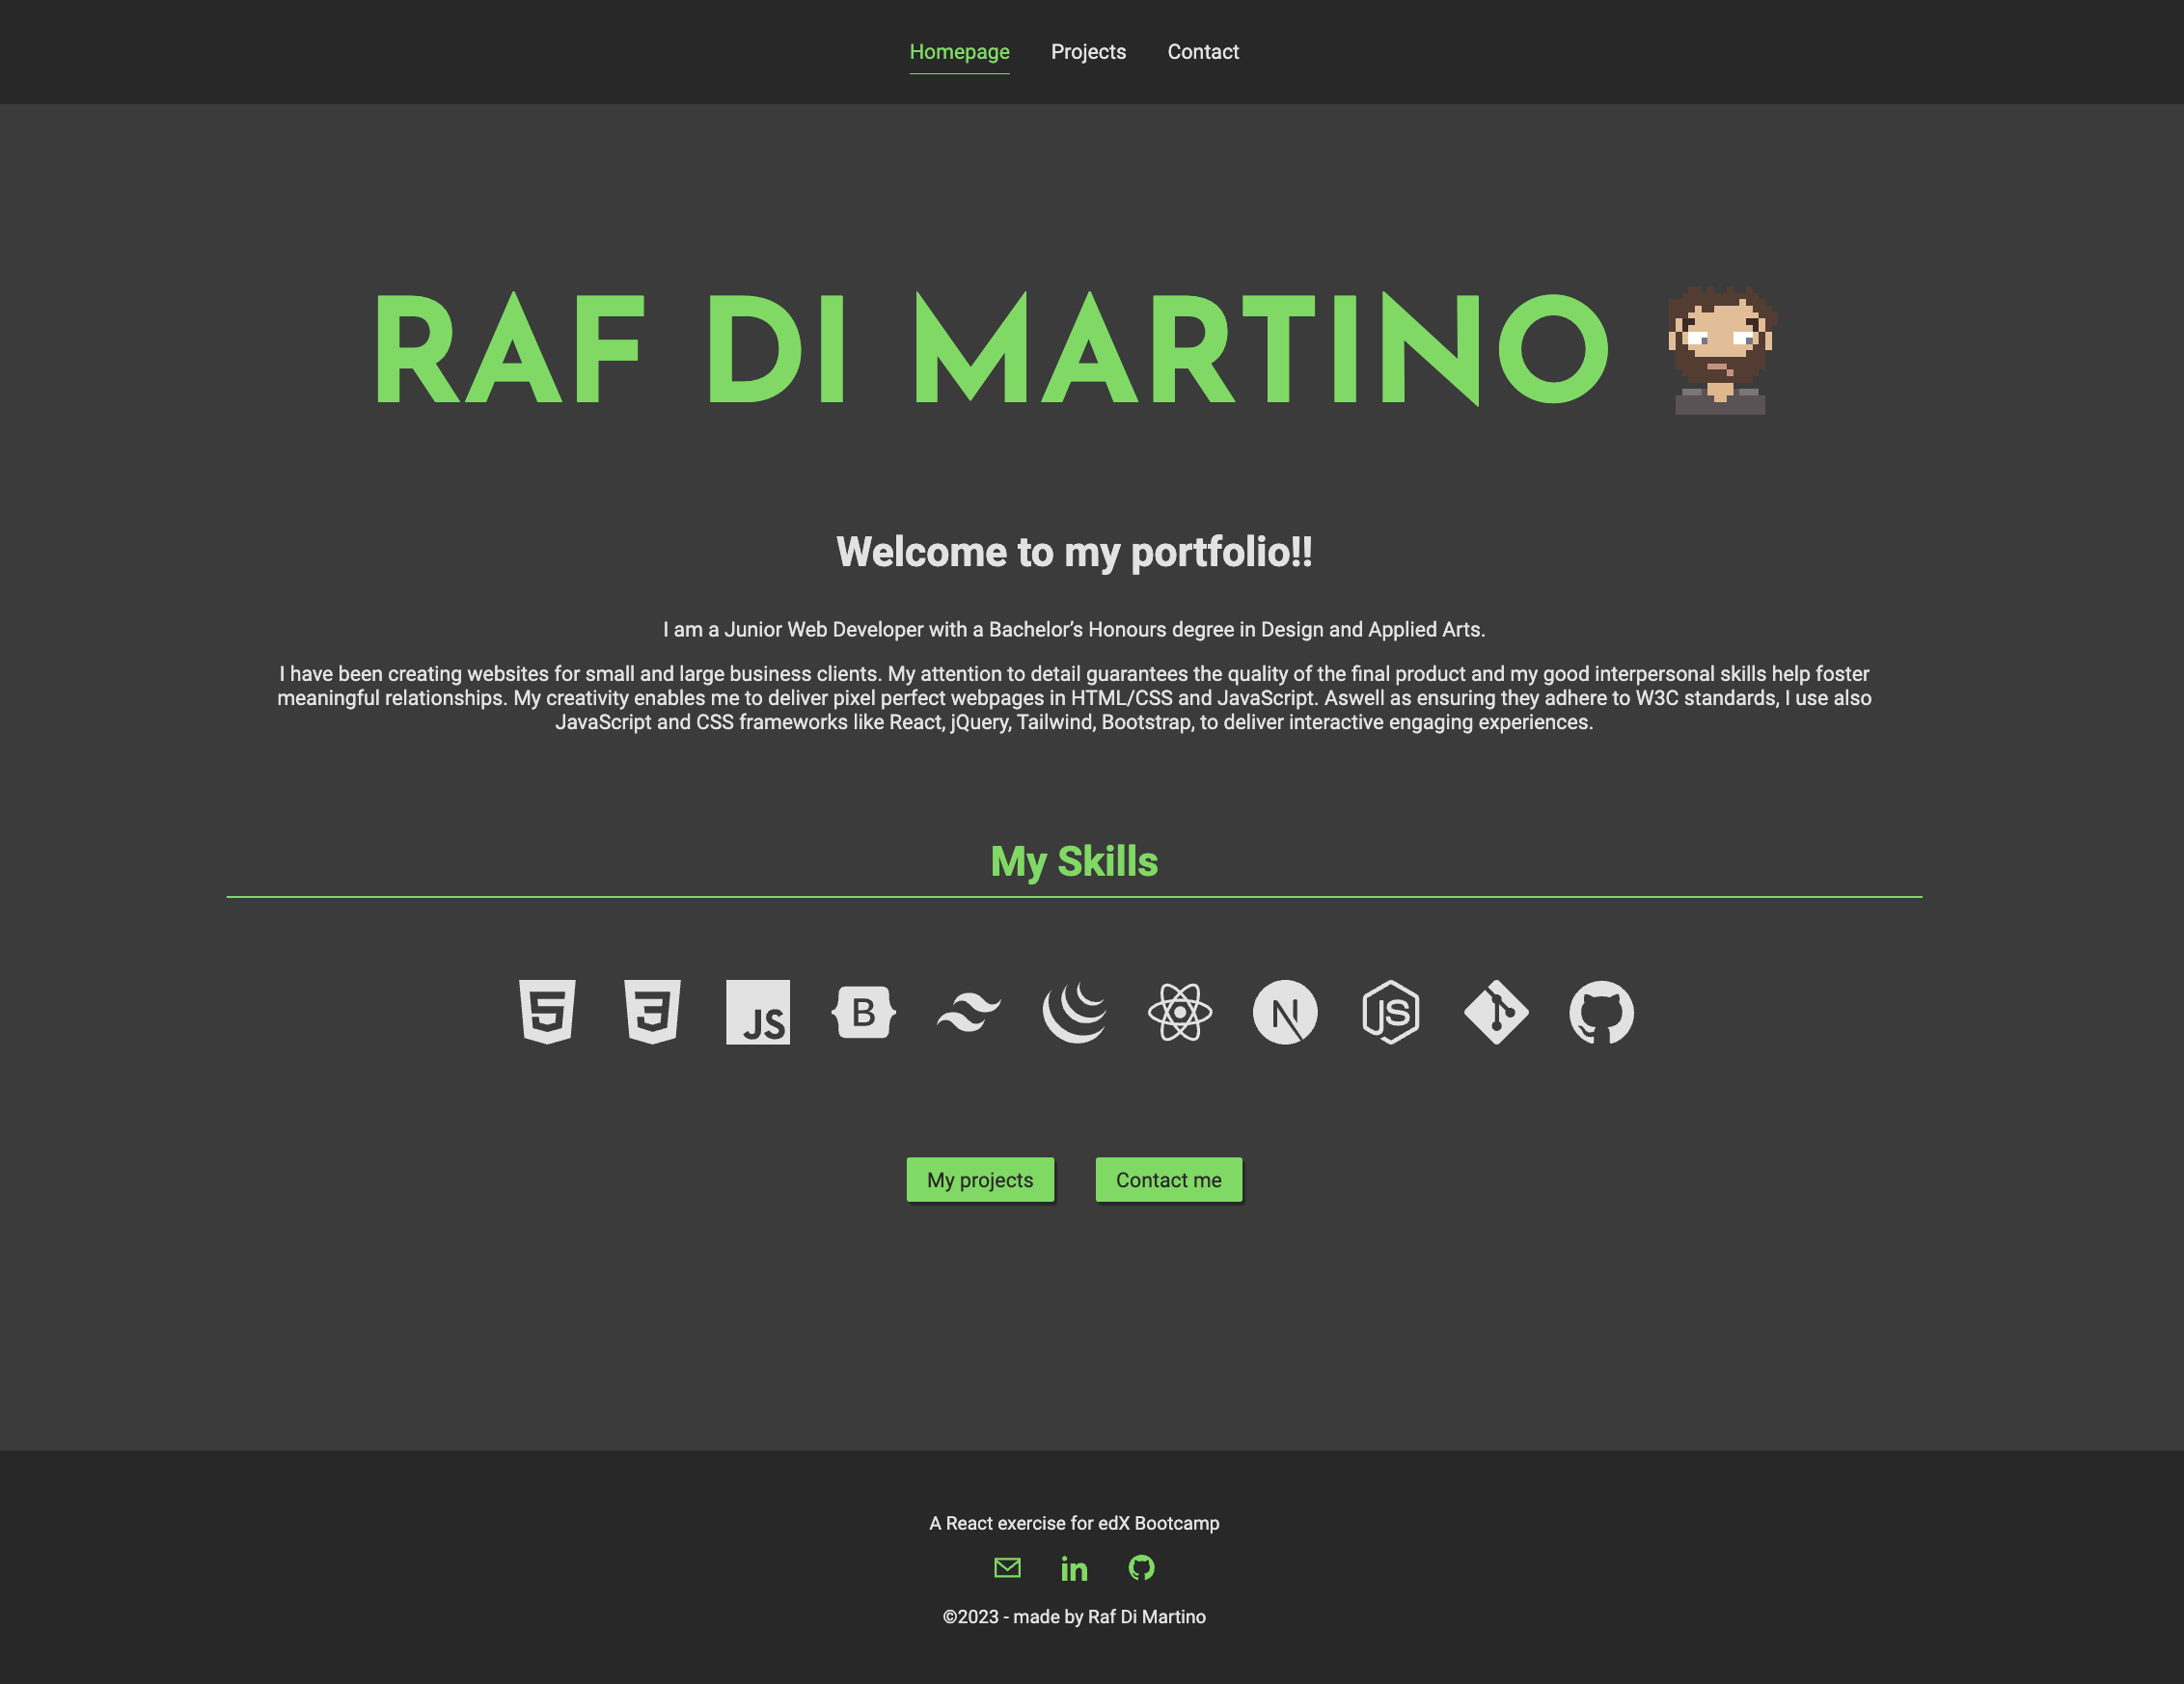 Homepage Projects Contact
RAF DI MARTINO
Welcome to my portfolio!!
I am a Junior Web Developer with a Bachelor’s Honours degree in Design and Applied Arts.
I have been creating websites for small and large business clients. My attention to detail guarantees the quality of the final product and my good interpersonal skills help foster
meaningful relationships. My creativity enables me to deliver pixel perfect webpages in HTML/CSS and JavaScript. Aswell as ensuring they adhere to W3C standards, I use also
JavaScript and CSS frameworks like React, jQuery, Tailwind, Bootstrap, to deliver interactive engaging experiences.
My Skills
5 3 JS B N JS
My projects Contact me
A React exercise for edX Bootcamp
in
©2023 - made by Raf Di Martino